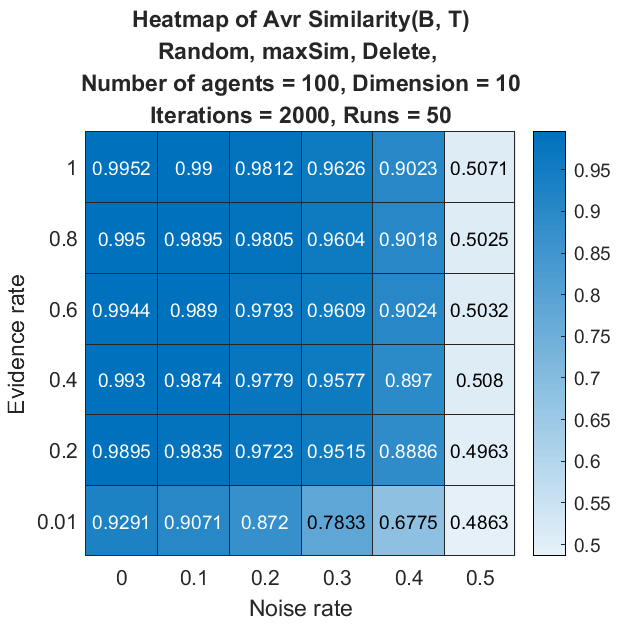 Heatmap of Avr Similarity(B, T)
Random, maxSim, Delete,
Number of agents = 100, Dimension = 10
Iterations = 2000, Runs = 50
1 0.9952 0.99 0.9812 0.9626 0.9023 0.5071
0.8 0.995 0.9895 0.9805 0.9604 0.9018 0.5025
0.6 0.9944 0.989 0.9793 0.9609 0.9024 0.5032
0.4 0.993 0.9874 0.9779 0.9577 0.897 0.508
0.2 0.9895 0.9835 0.9723 0.9515 0.8886 0.4963
0.01 0.9291 0.9071 0.872 0.7833 0.6775 0.4863
0 0.1 0.2 0.3 0.4 0.5
Noise rate
Evidence rate
0.95
0.9
0.85
0.8
0.75
0.7
0.65
0.6
0.55
0.5